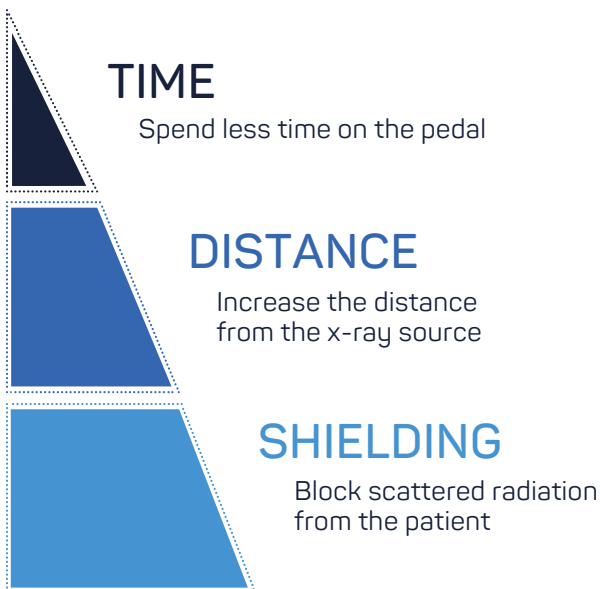 TIME
Spend less time on the pedal
DISTANCE
Increase the distance
from the x-ray source
SHIELDING
Block scattered radiation
from the patient